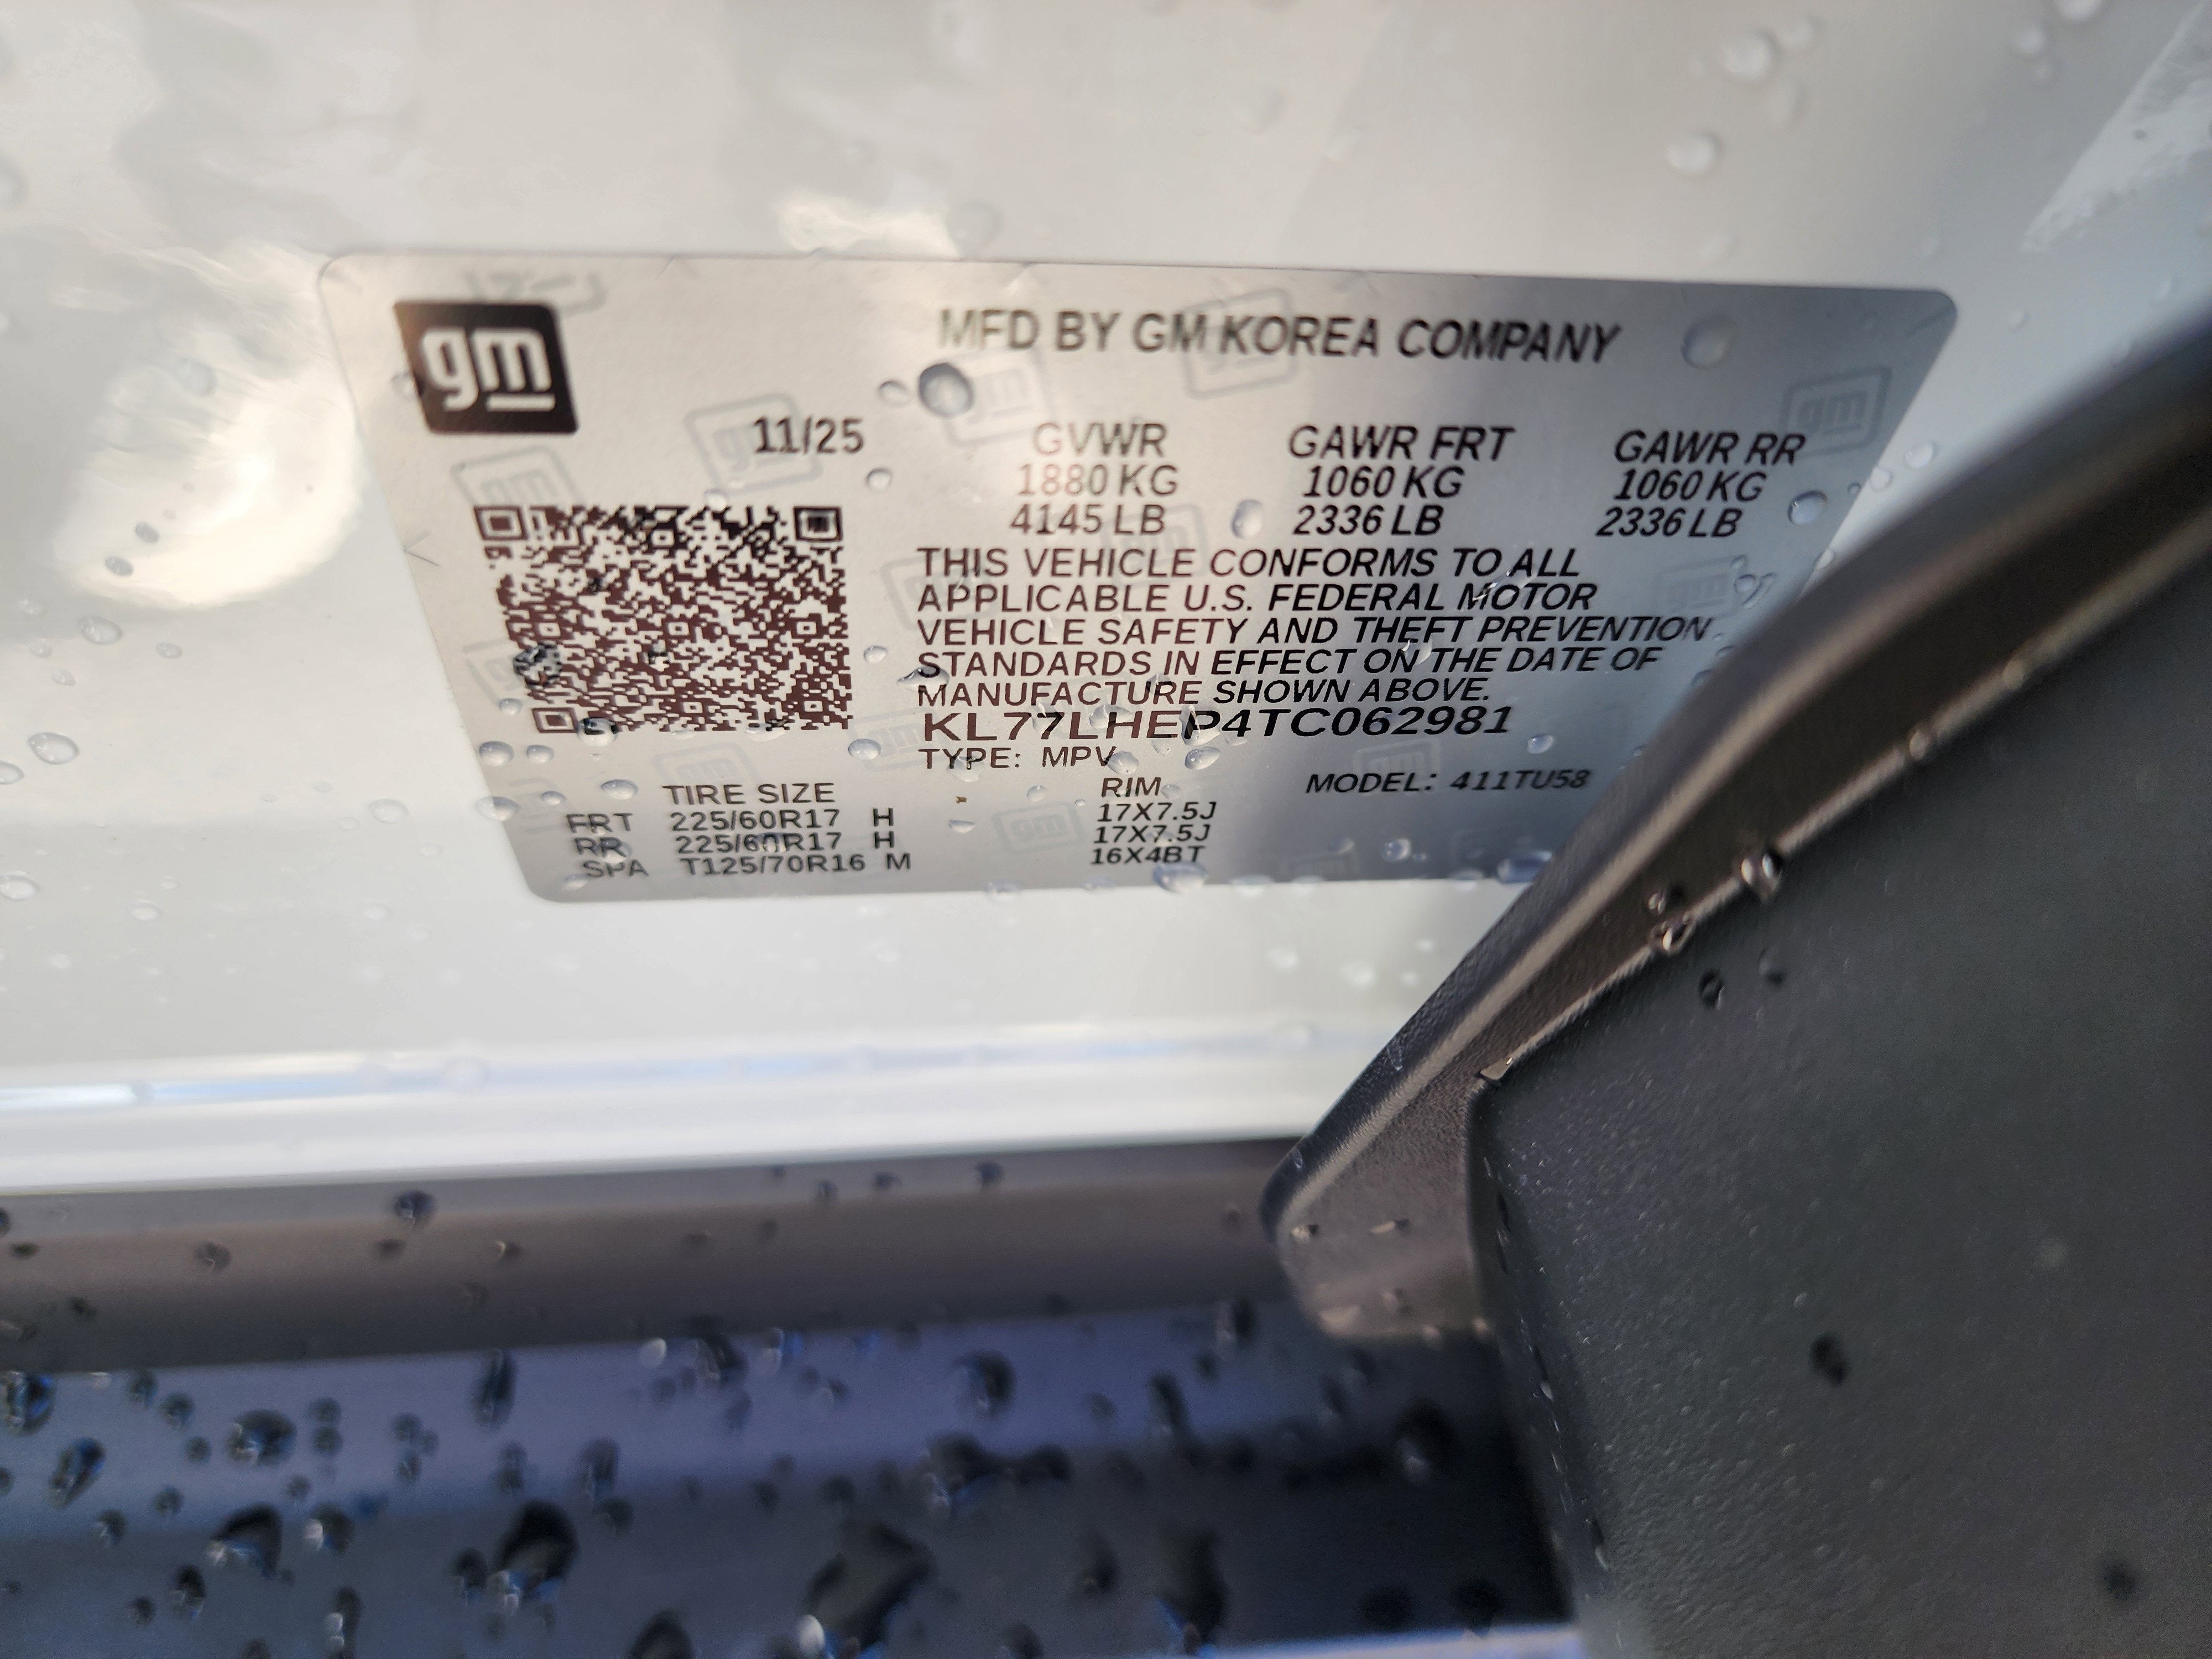 gm
MFD BY GM KOREA COMPANY
11/25 GVWR GAWR FRT GAWR RR
1880 KG 1060 KG 1060 KG
4145 LB 2336 LB 2336 LB
THIS VEHICLE CONFORMS TO ALL
APPLICABLE U.S. FEDERAL MOTOR
VEHICLE SAFETY AND THEFT PREVENTION
STANDARDS IN EFFECT ON THE DATE OF
MANUFACTURE SHOWN ABOVE.
KL77LHEP4TC062981
TYPE: MPV
TIRE SIZE RIM MODEL: 411TU58
FRT 225/60R17 H 17X7.5J
RR 225/60R17 H 17X7.5J
SPA T125/70R16 M 16X4BT